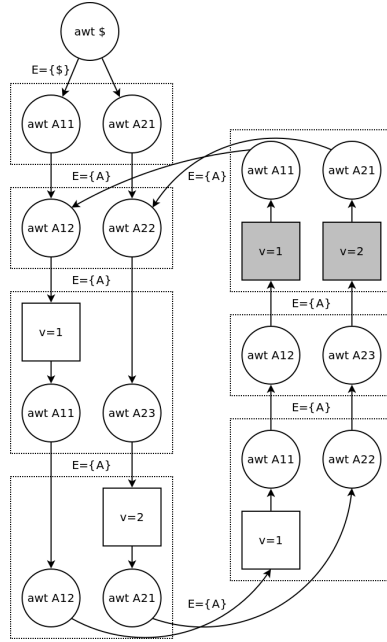 awt $
E={$}
awt A11 awt A21
E={A}
awt A12 awt A22
E={A}
v=1
awt A11 awt A23
E={A}
v=2
awt A12 awt A21
E={A}
v=1
awt A11 awt A22
E={A}
awt A12 awt A23
E={A}
v=1 v=2
awt A11 awt A21
E={A}